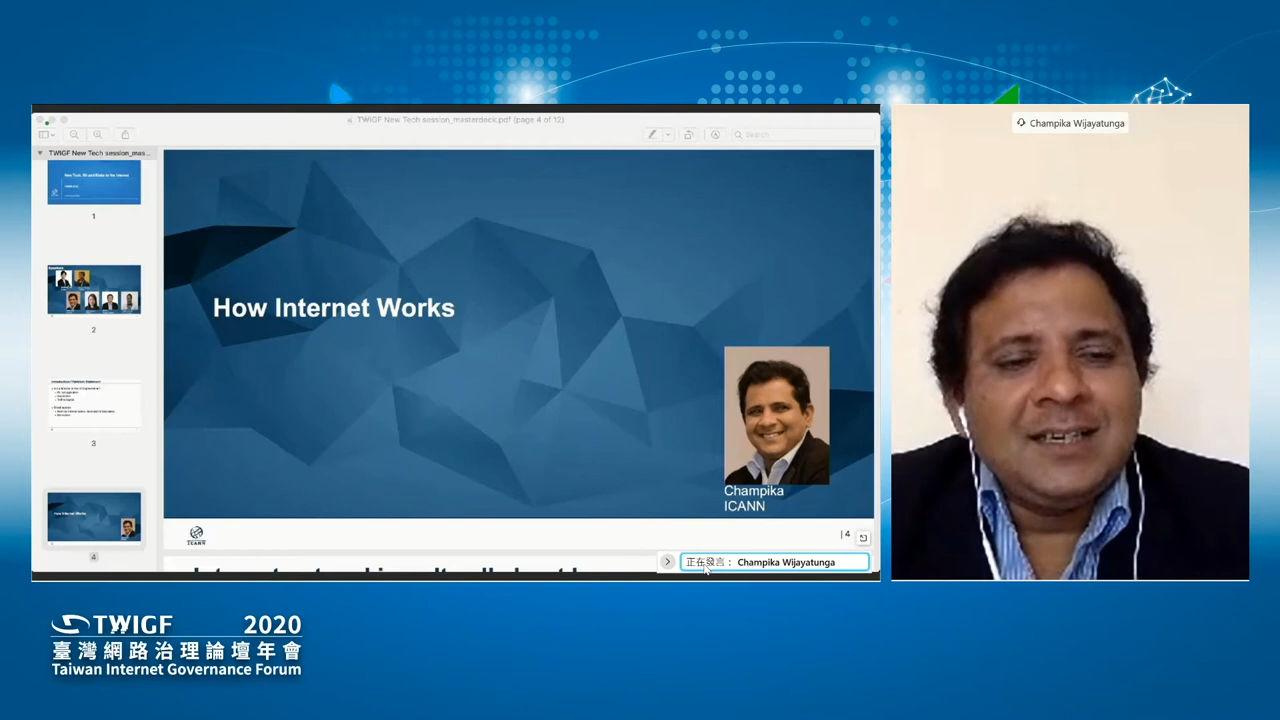 TWIGF New Tech session_masterdeck.pdf (page 4 of 12)
Search
TWIGF New Tech session_mas...
1
2
3
4
How Internet Works
Champika
ICANN
ICANN
| 4
正在發言： Champika Wijayatunga
Champika Wijayatunga
TWIGF 2020
臺灣網路治理論壇年會
Taiwan Internet Governance Forum